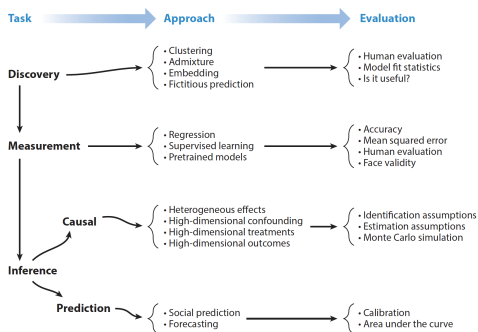 Task Approach Evaluation
Discovery
• Clustering
• Admixture
• Embedding
• Fictitious prediction
• Human evaluation
• Model fit statistics
• Is it useful?
Measurement
• Regression
• Supervised learning
• Pretrained models
• Accuracy
• Mean squared error
• Human evaluation
• Face validity
Causal
• Heterogeneous effects
• High-dimensional confounding
• High-dimensional treatments
• High-dimensional outcomes
• Identification assumptions
• Estimation assumptions
• Monte Carlo simulation
Inference
Prediction
• Social prediction
• Forecasting
• Calibration
• Area under the curve